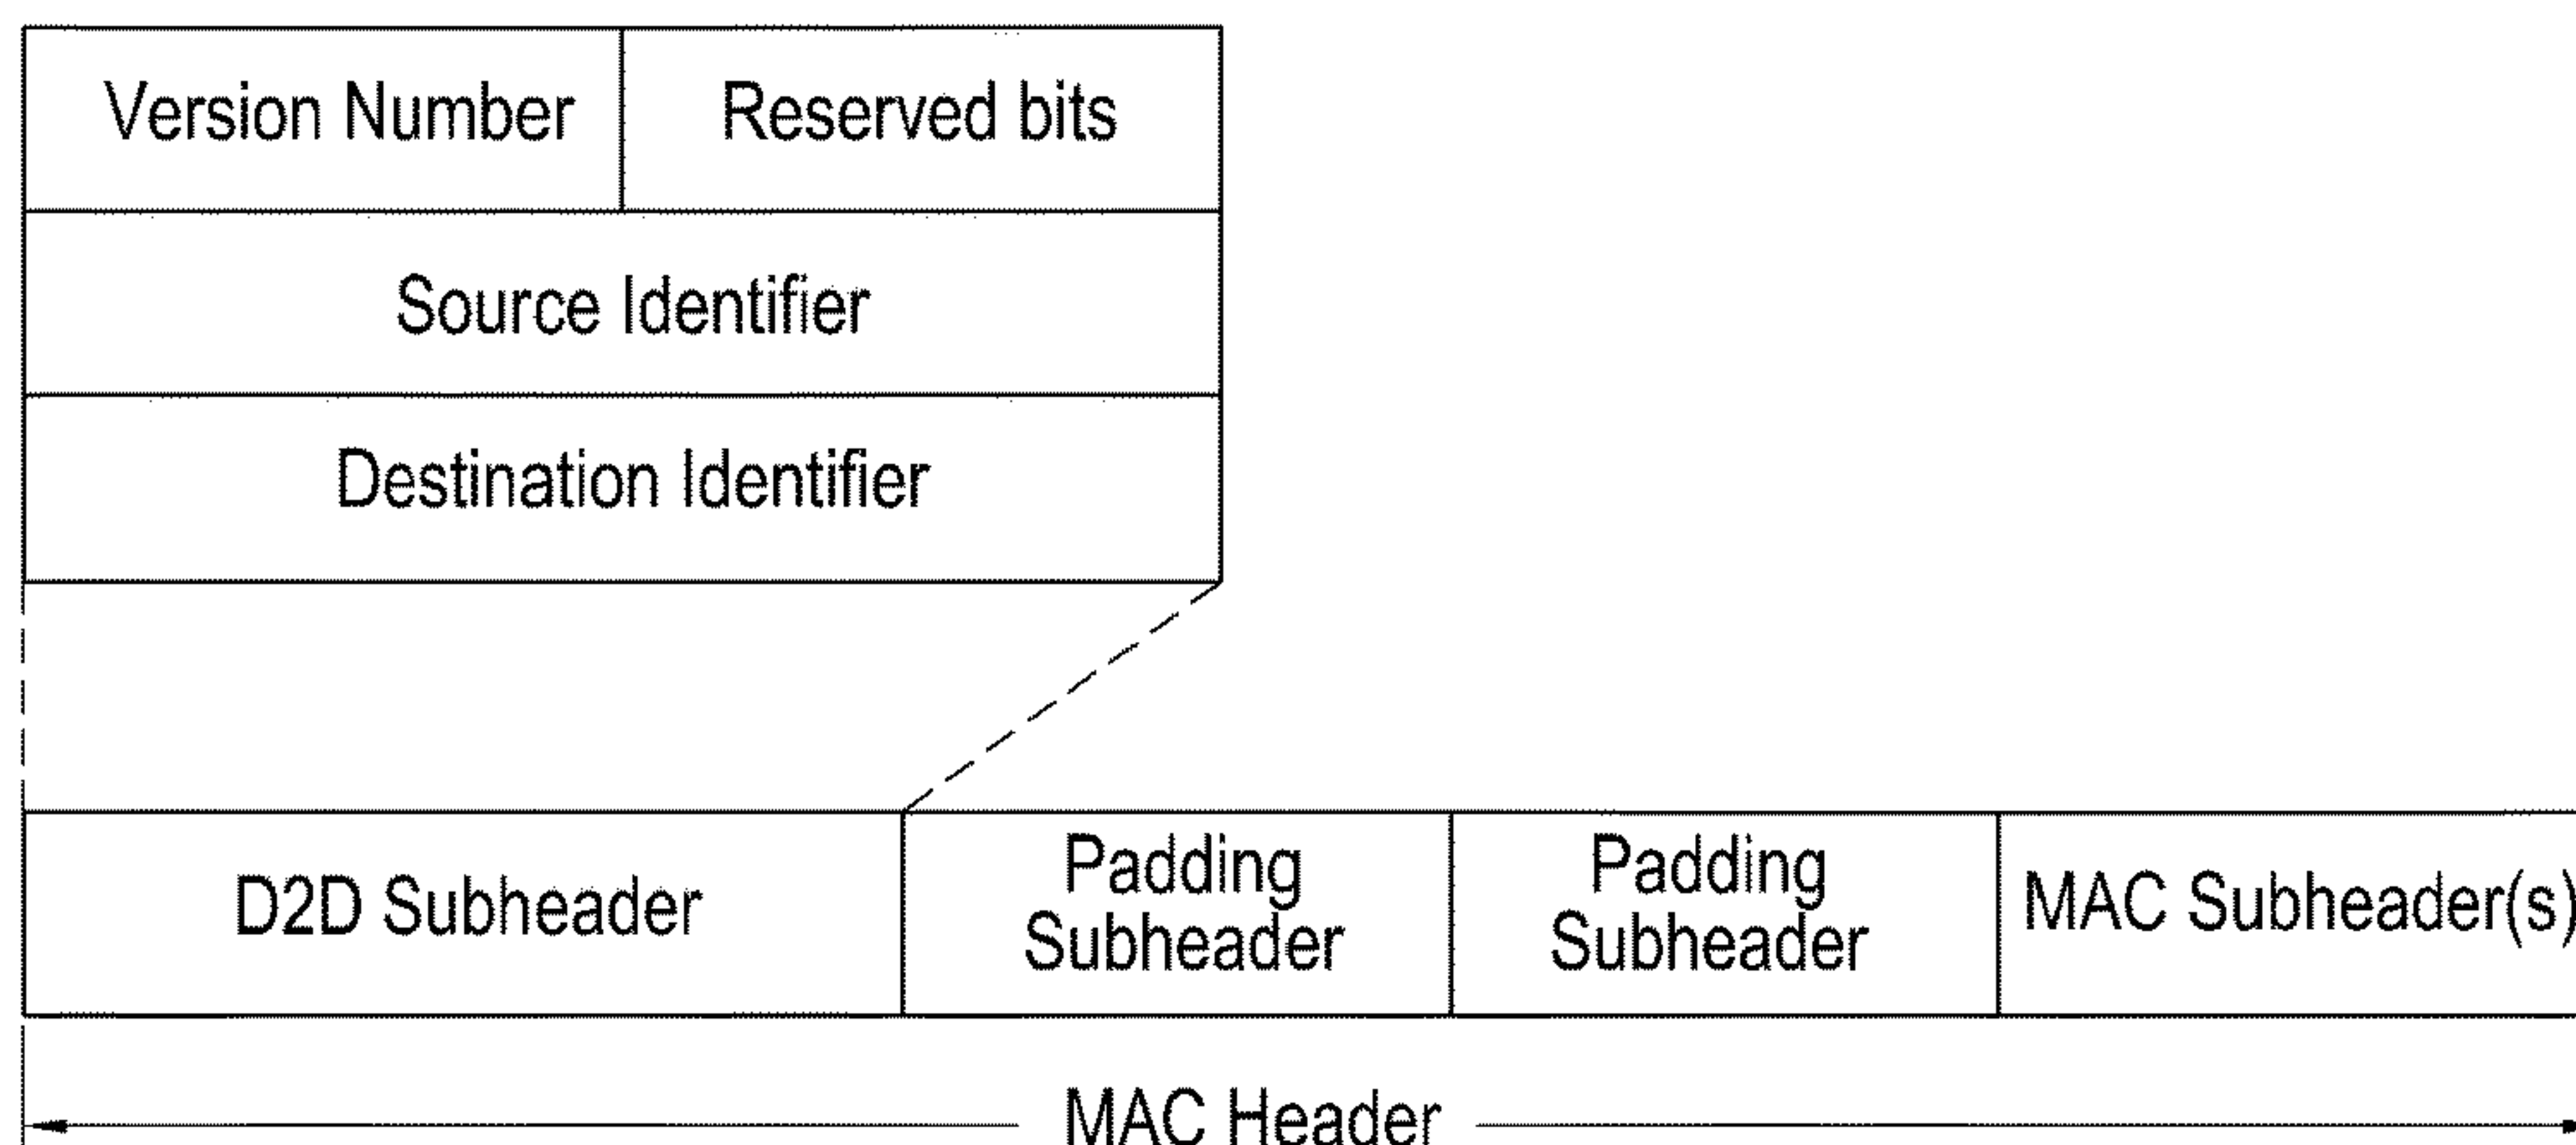 Version Number Reserved bits
Source Identifier
Destination Identifier
D2D Subheader
Padding
Subheader
Padding
Subheader
MAC Subheader(s)
MAC Header